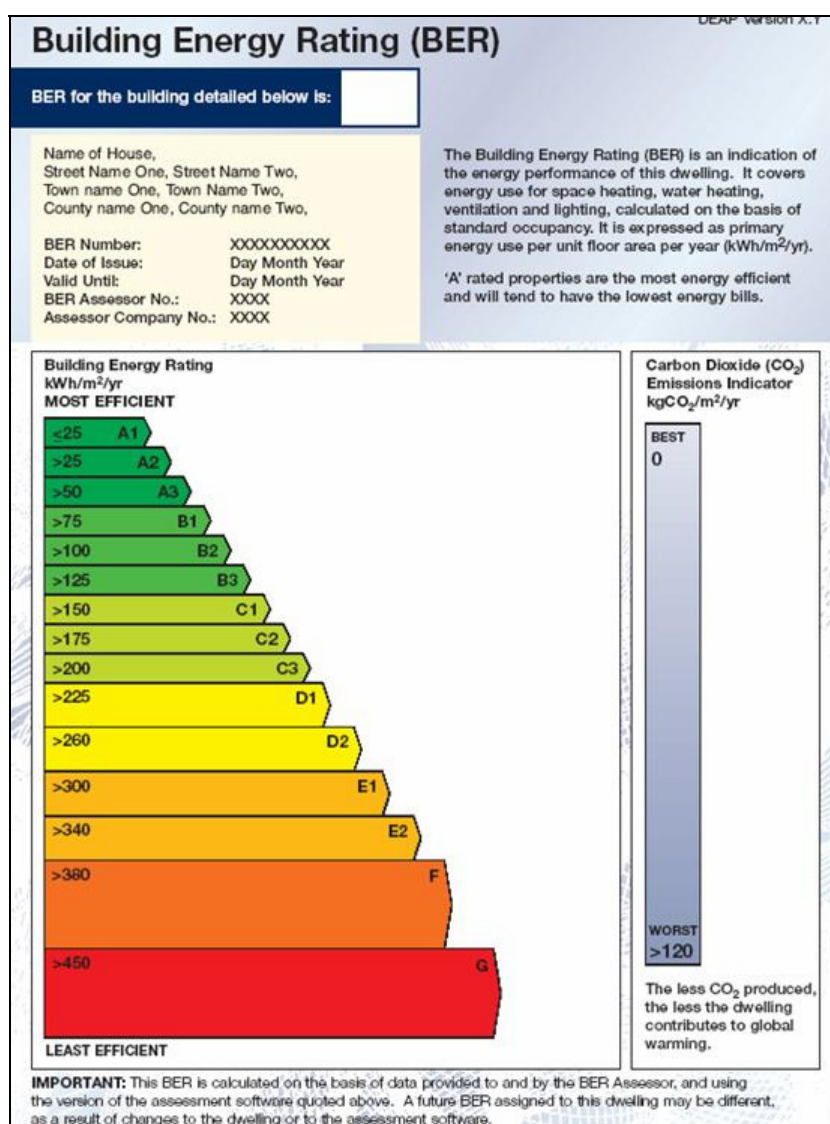 DEAP Version X.Y
Building Energy Rating (BER)
BER for the building detailed below is:
Name of House,
Street Name One, Street Name Two,
Town name One, Town Name Two,
County name One, County name Two,
BER Number: XXXXXXXXXX
Date of Issue: Day Month Year
Valid Until: Day Month Year
BER Assessor No.: XXXX
Assessor Company No.: XXXX
The Building Energy Rating (BER) is an indication of
the energy performance of this dwelling. It covers
energy use for space heating, water heating,
ventilation and lighting, calculated on the basis of
standard occupancy. It is expressed as primary
energy use per unit floor area per year (kWh/m²/yr).
'A' rated properties are the most energy efficient
and will tend to have the lowest energy bills.
Building Energy Rating
kWh/m²/yr
MOST EFFICIENT
≤25 A1
>25 A2
>50 A3
>75 B1
>100 B2
>125 B3
>150 C1
>175 C2
>200 C3
>225 D1
>260 D2
>300 E1
>340 E2
>380 F
>450 G
LEAST EFFICIENT
Carbon Dioxide (CO₂)
Emissions Indicator
kgCO₂/m²/yr
BEST
0
WORST
>120
The less CO₂ produced,
the less the dwelling
contributes to global
warming.
IMPORTANT: This BER is calculated on the basis of data provided to and by the BER Assessor, and using
the version of the assessment software quoted above. A future BER assigned to this dwelling may be different,
as a result of changes to the dwelling or to the assessment software.